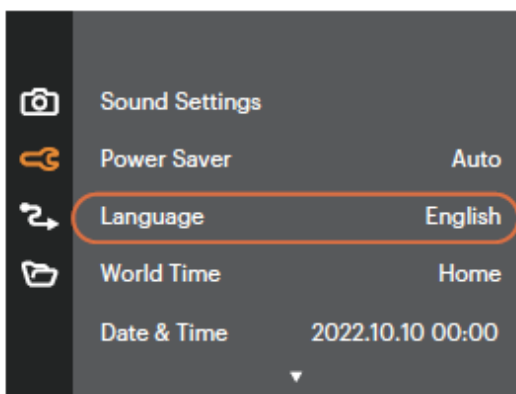 Sound Settings
Power Saver Auto
Language English
World Time Home
Date & Time 2022.10.10 00:00